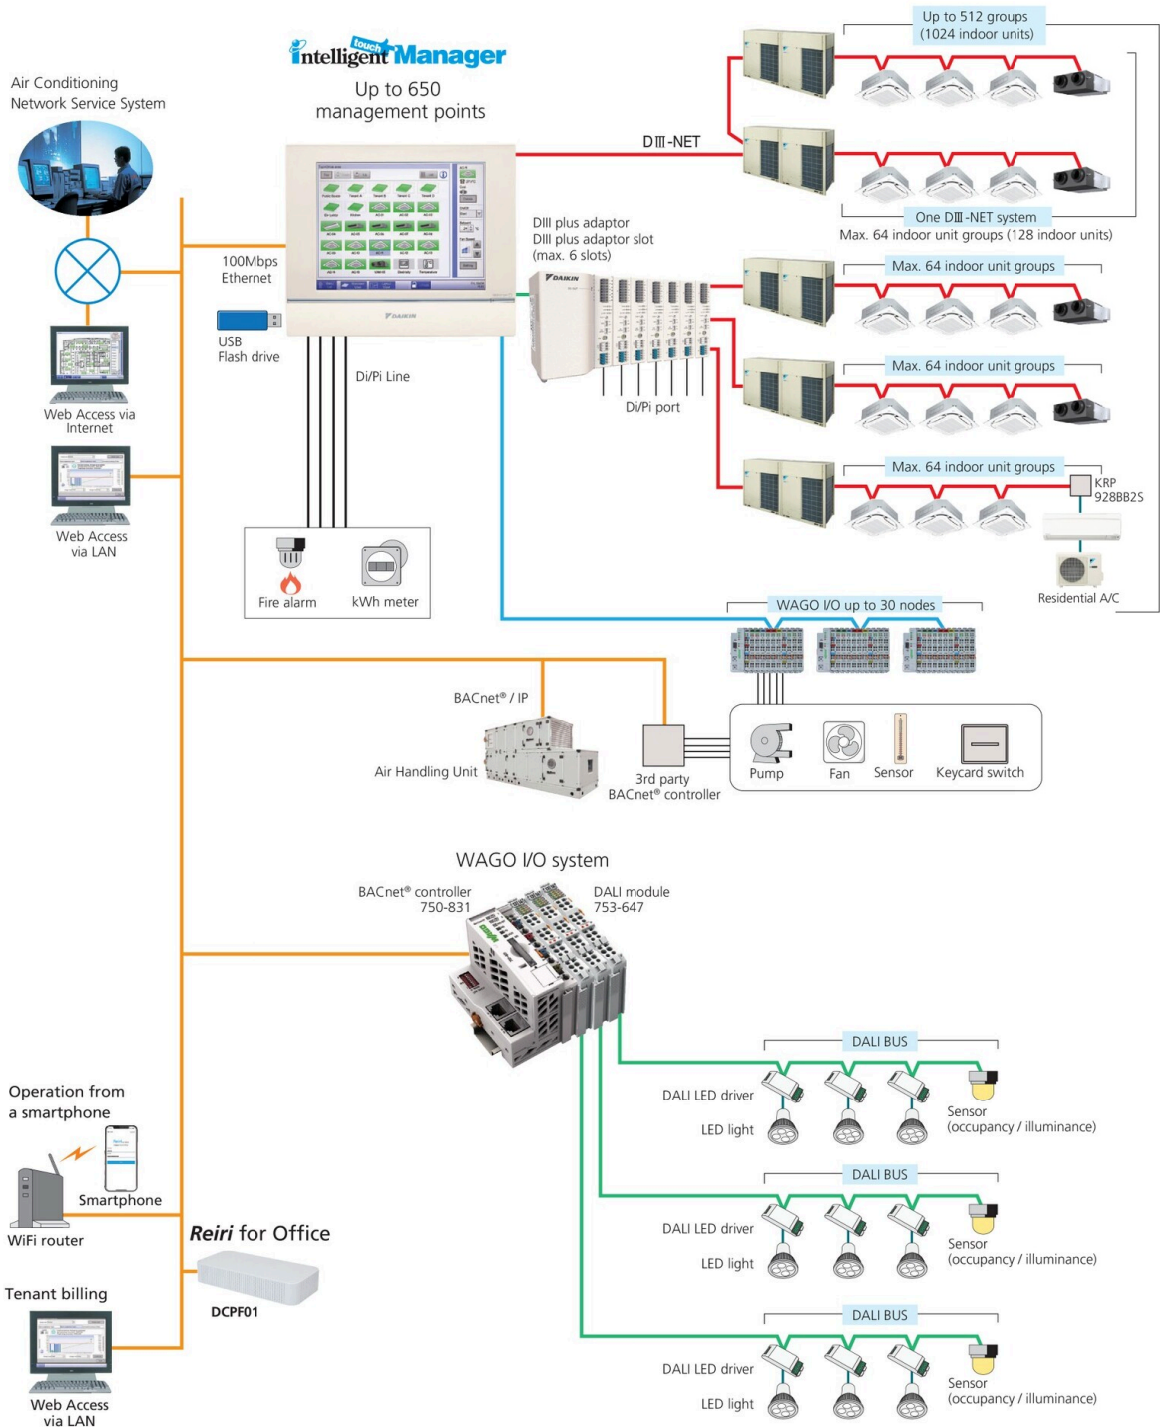 Up to 512 groups
(1024 indoor units)
intelligent touch Manager
Up to 650
management points
Air Conditioning
Network Service System
DⅢ-NET
One DⅢ-NET system
Max. 64 indoor unit groups (128 indoor units)
100Mbps
Ethernet
DAIKIN
USB
Flash drive
Di/Pi Line
DIII plus adaptor
DIII plus adaptor slot
(max. 6 slots)
DAIKIN
Di/Pi port
Max. 64 indoor unit groups
Max. 64 indoor unit groups
Max. 64 indoor unit groups
KRP
928BB2S
Residential A/C
Web Access via
Internet
Web Access
via LAN
Fire alarm
kWh meter
WAGO I/O up to 30 nodes
BACnet® / IP
Air Handling Unit
3rd party
BACnet® controller
Pump
Fan
Sensor
Keycard switch
WAGO I/O system
BACnet® controller
750-831
DALI module
753-647
WAGO
DALI BUS
DALI LED driver
LED light
Sensor
(occupancy / illuminance)
DALI BUS
DALI LED driver
LED light
Sensor
(occupancy / illuminance)
DALI BUS
DALI LED driver
LED light
Sensor
(occupancy / illuminance)
Operation from
a smartphone
Smartphone
WiFi router
Reiri for Office
DCPF01
Tenant billing
Web Access
via LAN